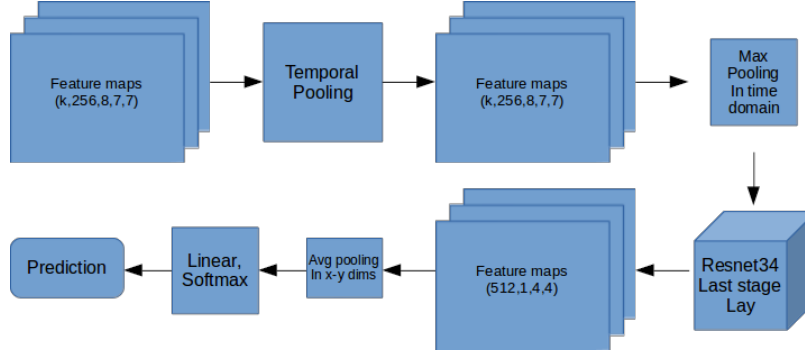 Feature maps
(k,256,8,7,7)
Temporal
Pooling
Feature maps
(k,256,8,7,7)
Max
Pooling
In time
domain
Prediction
Linear,
Softmax
Avg pooling
In x-y dims
Feature maps
(512,1,4,4)
Resnet34
Last stage
Lay